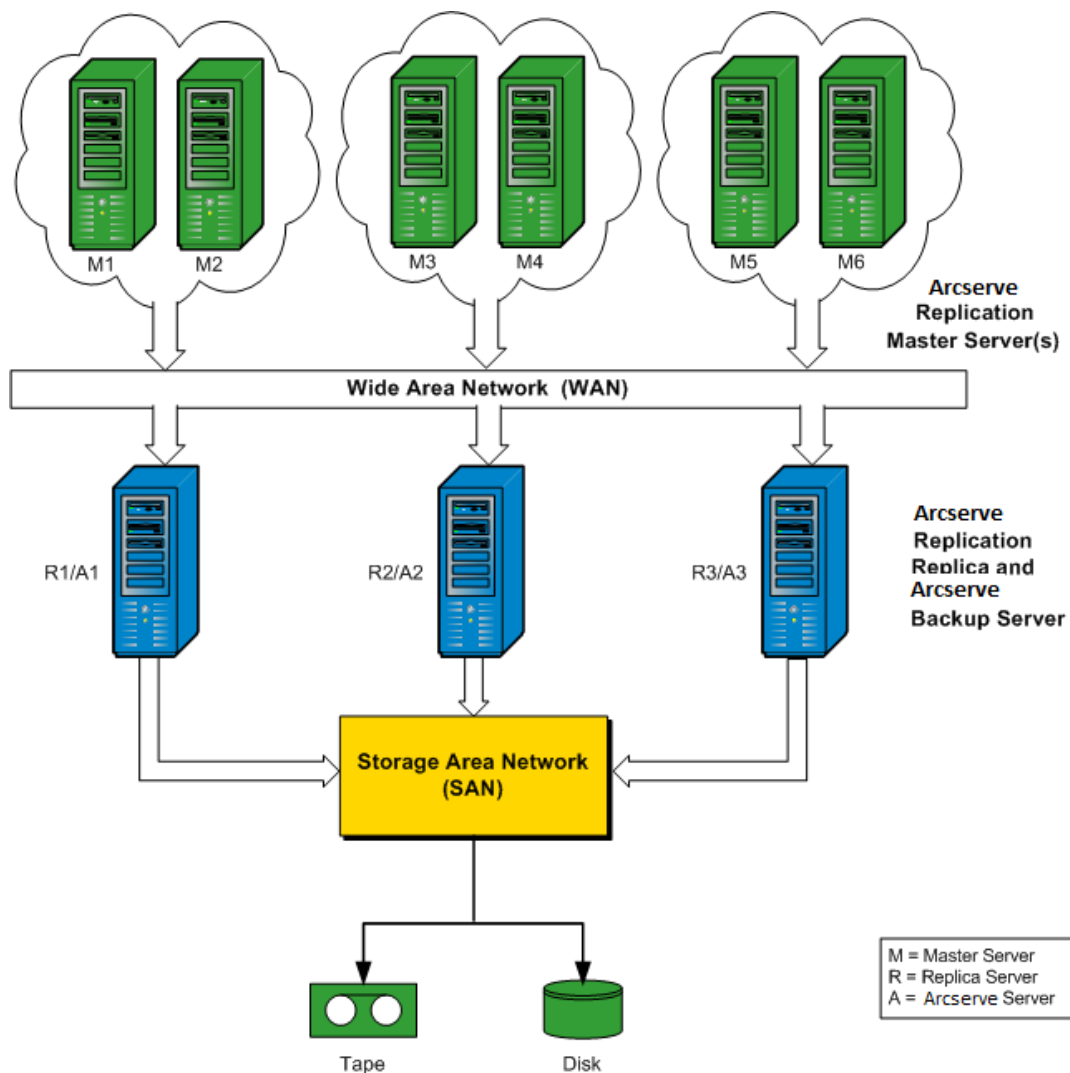 M1
M2
M3
M4
M5
M6
Arcserve
Replication
Master Server(s)
Wide Area Network (WAN)
R1/A1
R2/A2
R3/A3
Arcserve
Replication
Replica and
Arcserve
Backup Server
Storage Area Network
(SAN)
Tape
Disk
M = Master Server
R = Replica Server
A = Arcserve Server